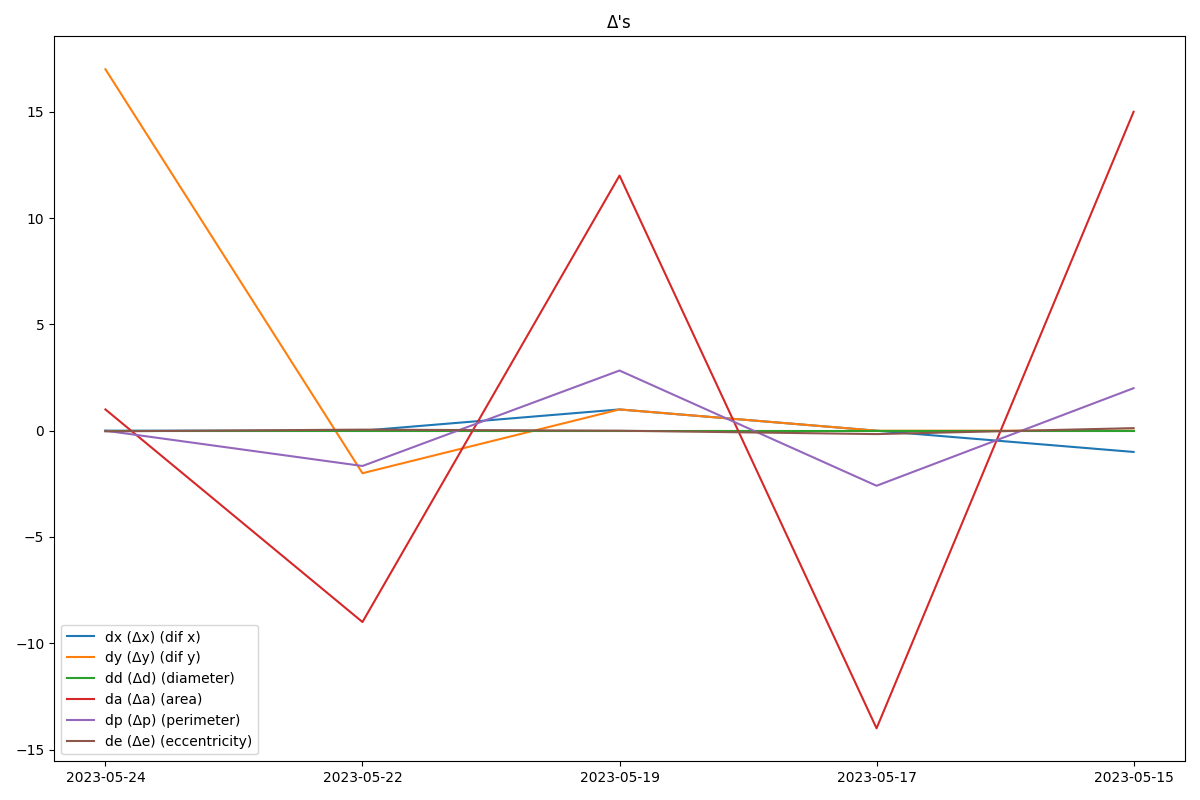 Δ's
15
10
5
0
−5
−10
−15
dx (Δx) (dif x)
dy (Δy) (dif y)
dd (Δd) (diameter)
da (Δa) (area)
dp (Δp) (perimeter)
de (Δe) (eccentricity)
2023-05-24 2023-05-22 2023-05-19 2023-05-17 2023-05-15